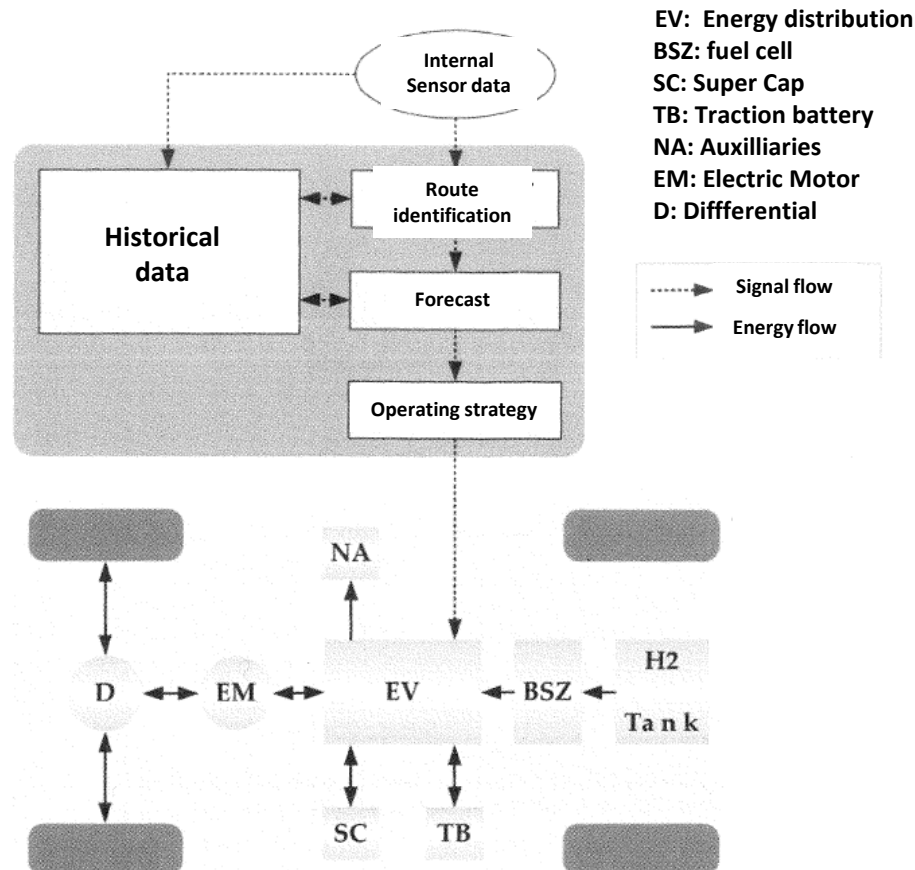 EV: Energy distribution
BSZ: fuel cell
SC: Super Cap
TB: Traction battery
NA: Auxilliaries
EM: Electric Motor
D: Diffferential
Signal flow
Energy flow
Internal
Sensor data
Historical
data
Route
identification
Forecast
Operating strategy
NA
D
EM
EV
BSZ
H2
Tank
SC
TB